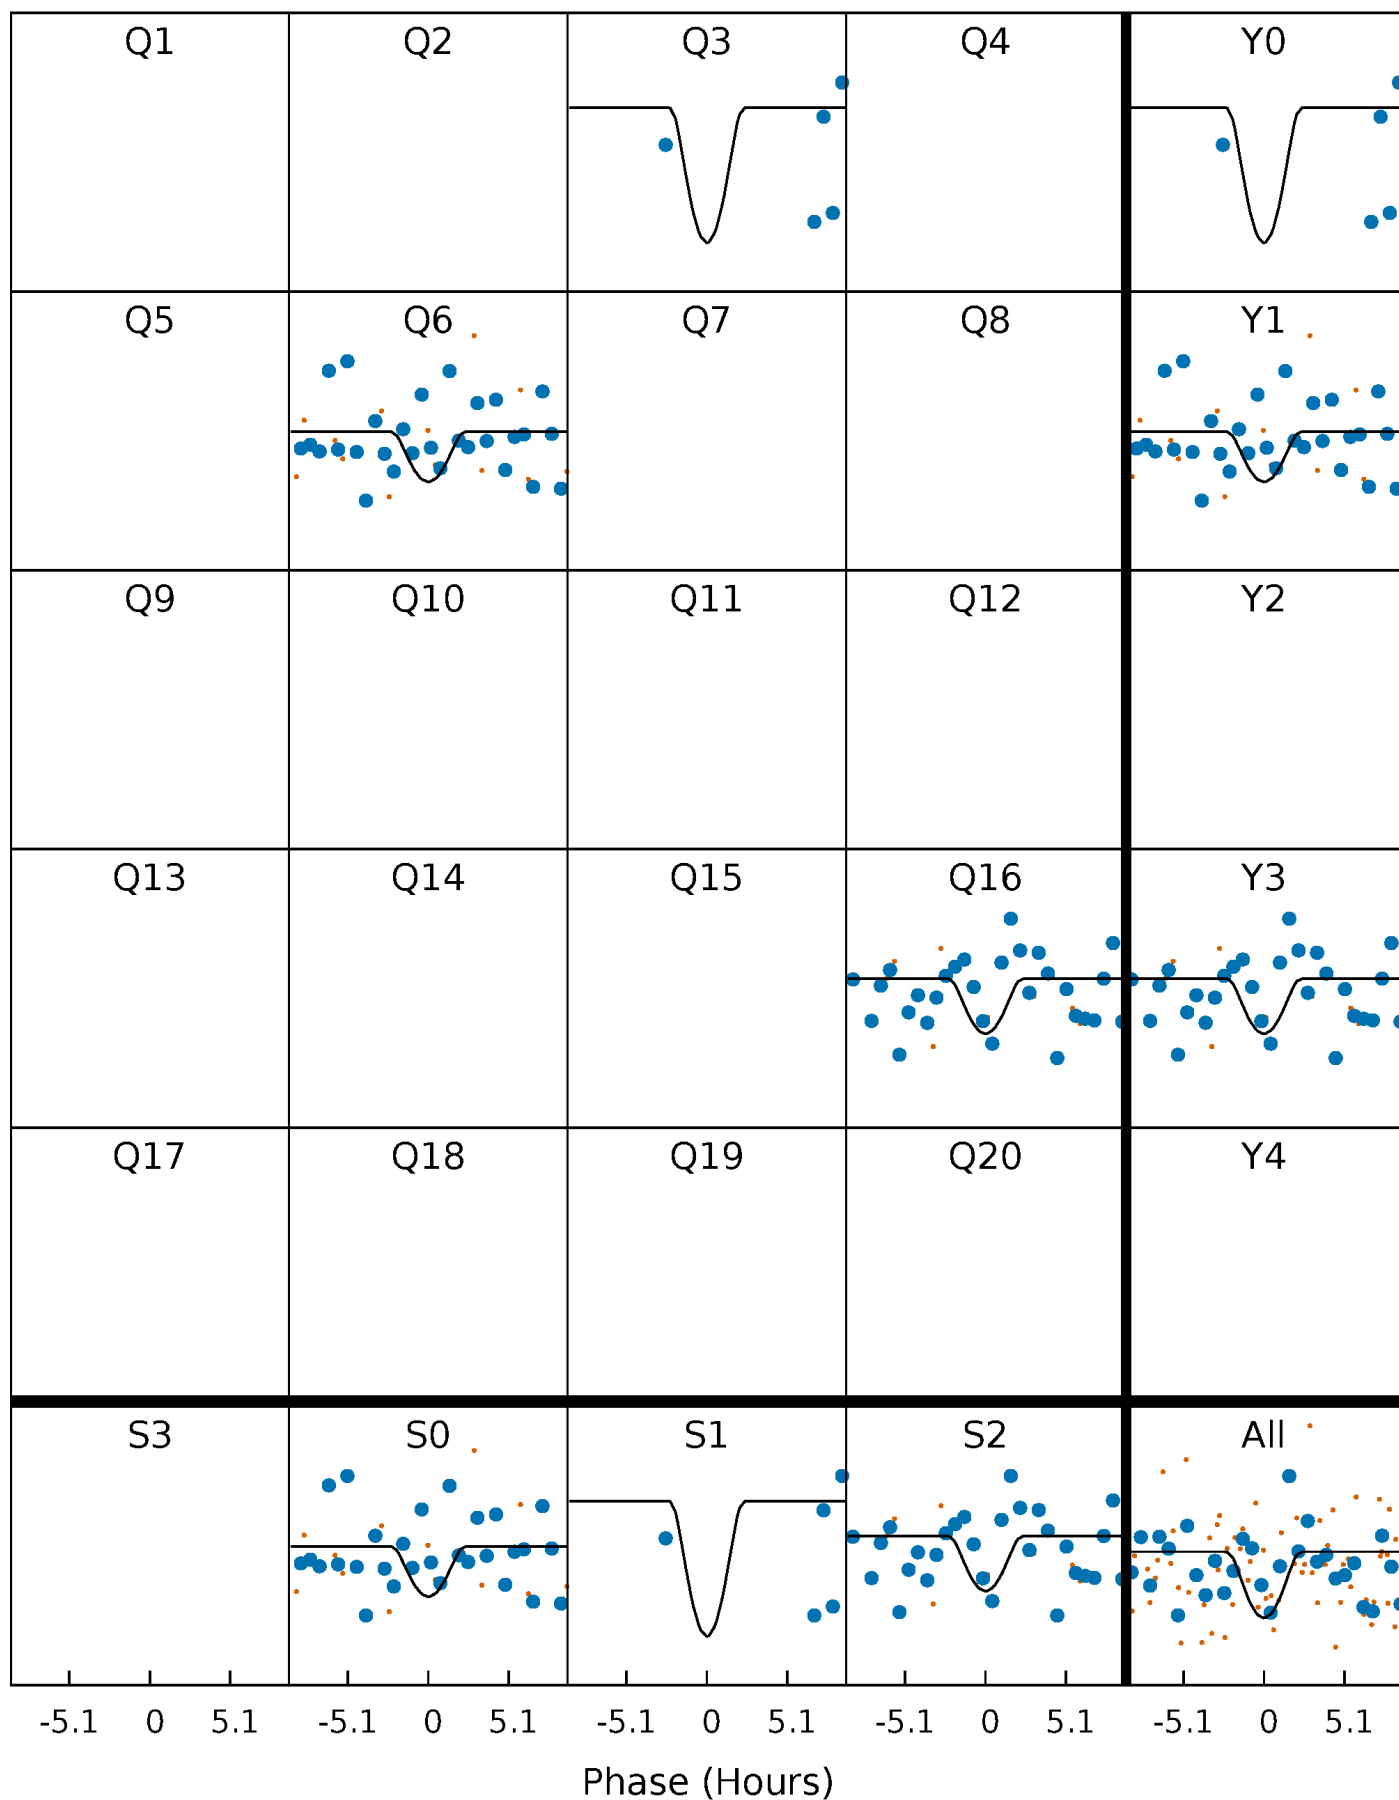 Q1 Q2 Q3 Q4 Y0
Q5 Q6 Q7 Q8 Y1
Q9 Q10 Q11 Q12 Y2
Q13 Q14 Q15 Q16 Y3
Q17 Q18 Q19 Q20 Y4
S3 S0 S1 S2 All
-5.1 0 5.1 -5.1 0 5.1 -5.1 0 5.1 -5.1 0 5.1 -5.1 0 5.1
Phase (Hours)